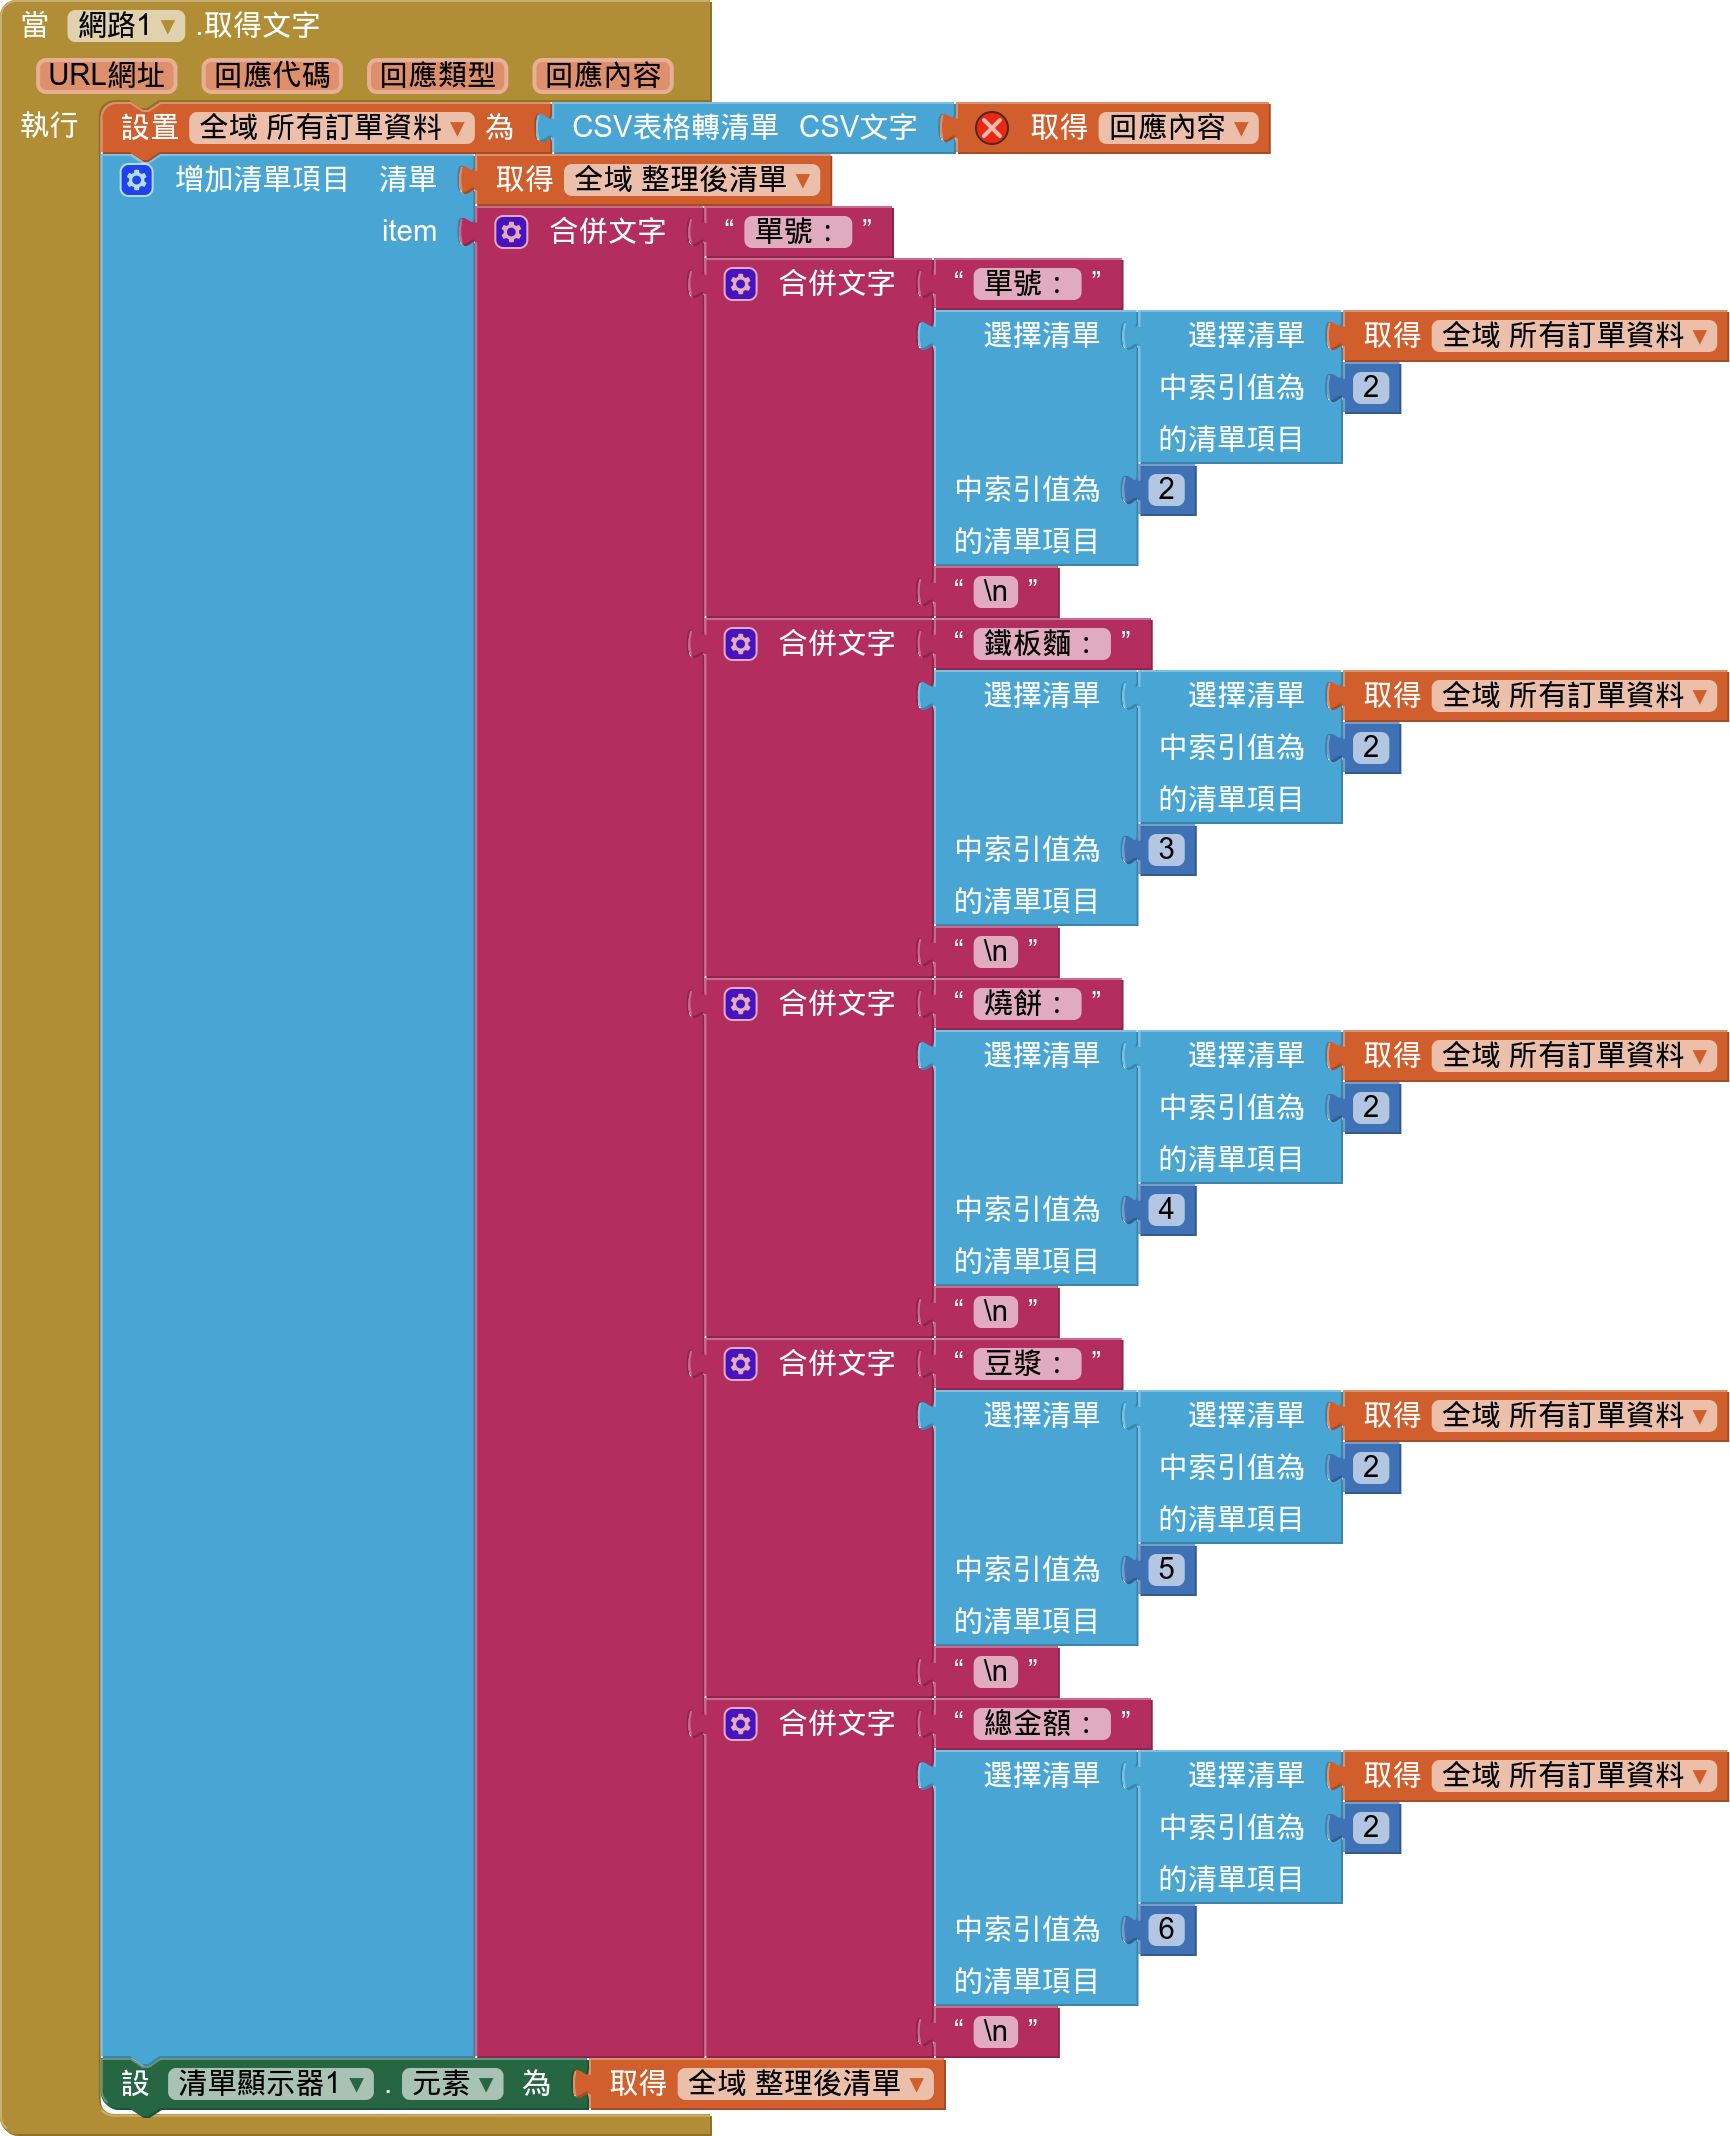 當 網路1 .取得文字
URL網址 回應代碼 回應類型 回應內容
執行 設置 全域 所有訂單資料 為 CSV表格轉清單 CSV文字 取得 回應內容
增加清單項目 清單 取得 全域 整理後清單
item 合併文字 “ 單號： ”
合併文字 “ 單號： ”
選擇清單 選擇清單 取得 全域 所有訂單資料
中索引值為 2
的清單項目
中索引值為 2
的清單項目
“ \n ”
合併文字 “ 鐵板麵： ”
選擇清單 選擇清單 取得 全域 所有訂單資料
中索引值為 2
的清單項目
中索引值為 3
的清單項目
“ \n ”
合併文字 “ 燒餅： ”
選擇清單 選擇清單 取得 全域 所有訂單資料
中索引值為 2
的清單項目
中索引值為 4
的清單項目
“ \n ”
合併文字 “ 豆漿： ”
選擇清單 選擇清單 取得 全域 所有訂單資料
中索引值為 2
的清單項目
中索引值為 5
的清單項目
“ \n ”
合併文字 “ 總金額： ”
選擇清單 選擇清單 取得 全域 所有訂單資料
中索引值為 2
的清單項目
中索引值為 6
的清單項目
“ \n ”
設 清單顯示器1 . 元素 為 取得 全域 整理後清單